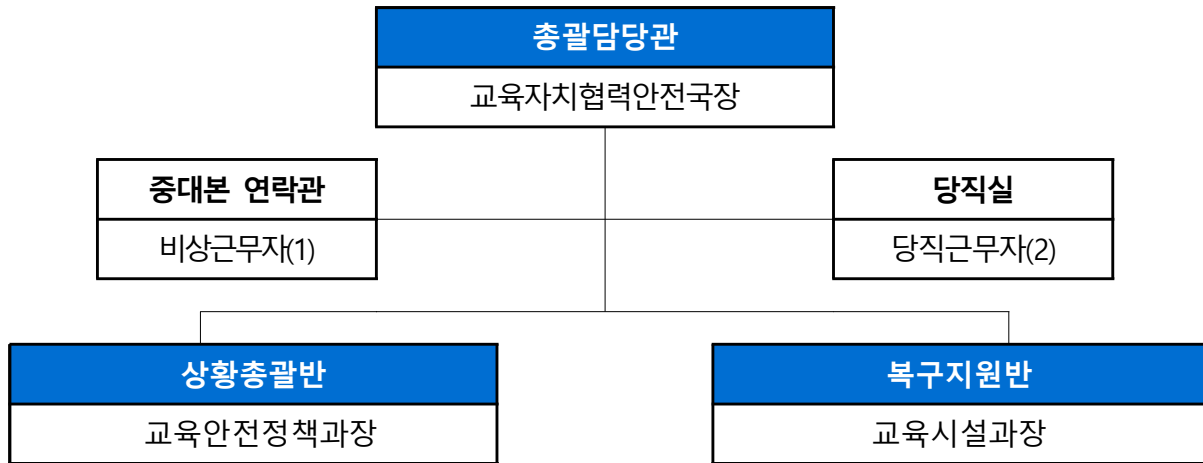 총괄담당관
교육자치협력안전국장
중대본 연락관
비상근무자(1)
당직실
당직근무자(2)
상황총괄반
교육안전정책과장
복구지원반
교육시설과장